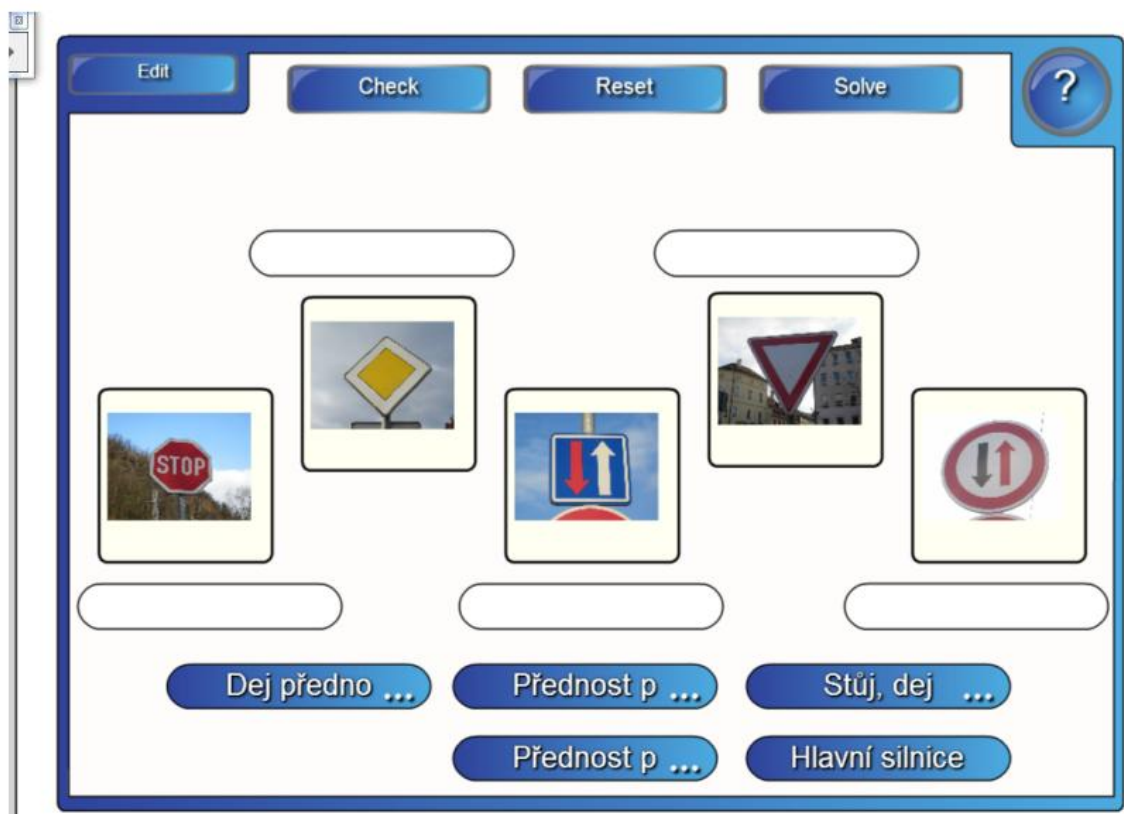 Edit
Check
Reset
Solve
?
STOP
Dej předno ...
Přednost p ...
Stůj, dej ...
Přednost p ...
Hlavní silnice